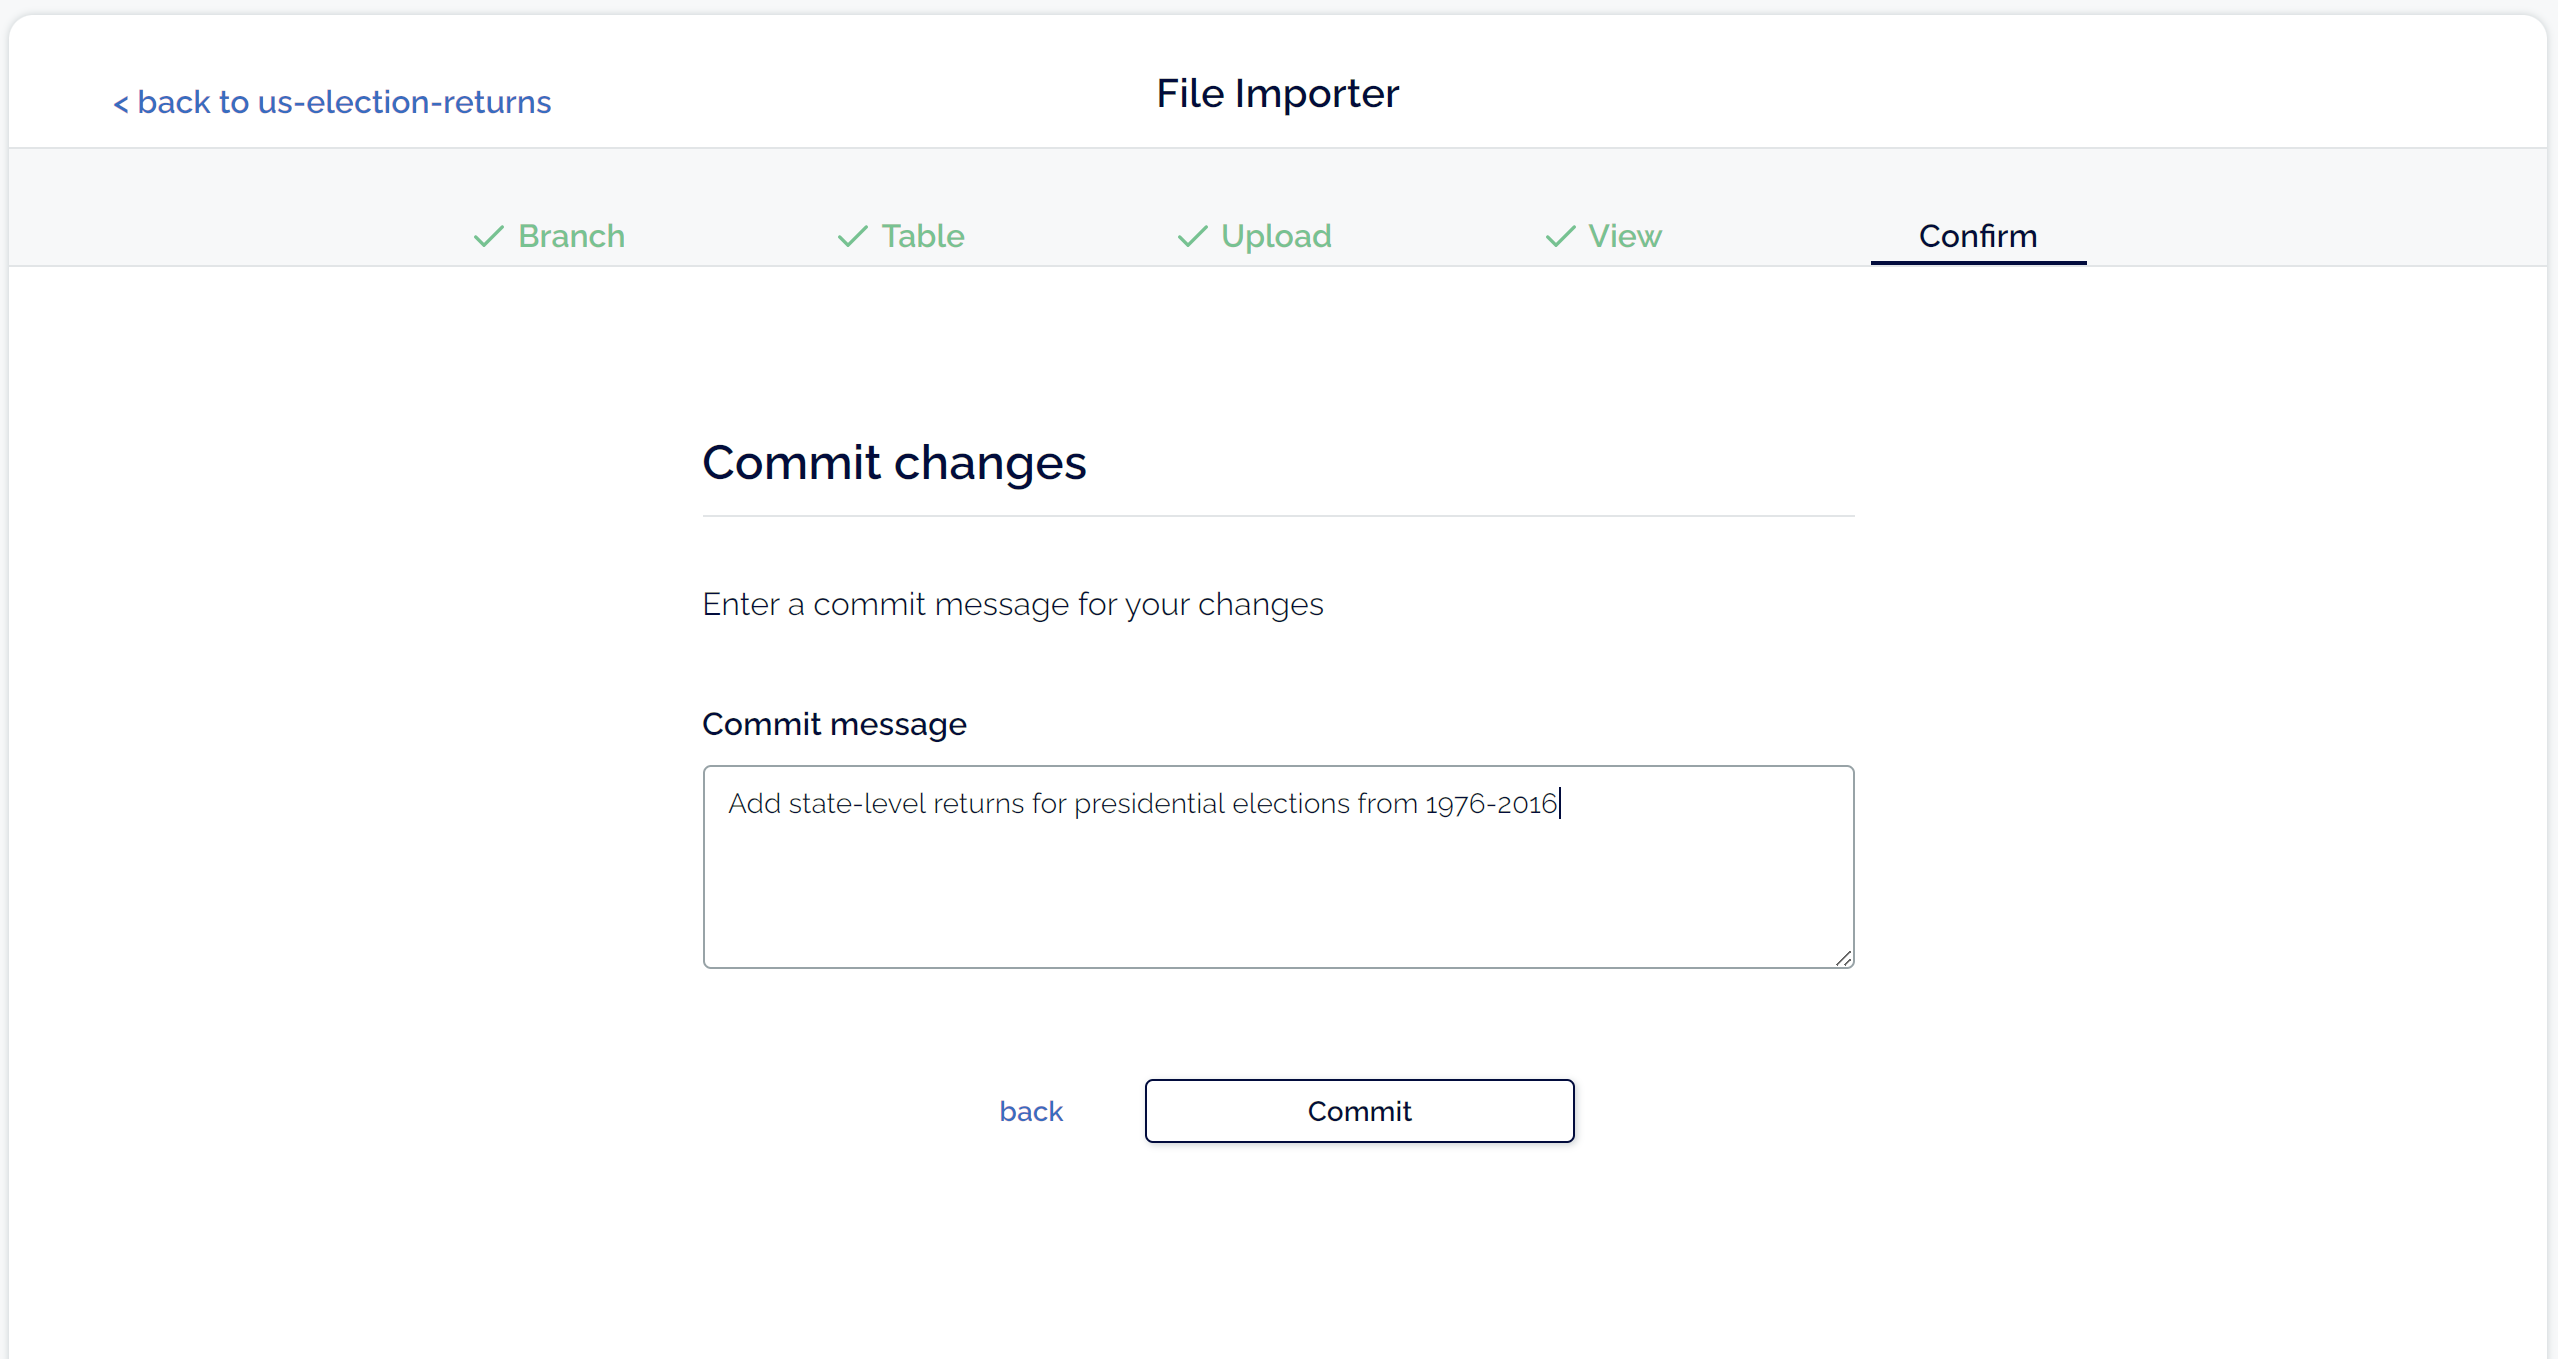 < back to us-election-returns
File Importer
Branch
Table
Upload
View
Confirm
Commit changes
Enter a commit message for your changes
Commit message
Add state-level returns for presidential elections from 1976-2016
back
Commit